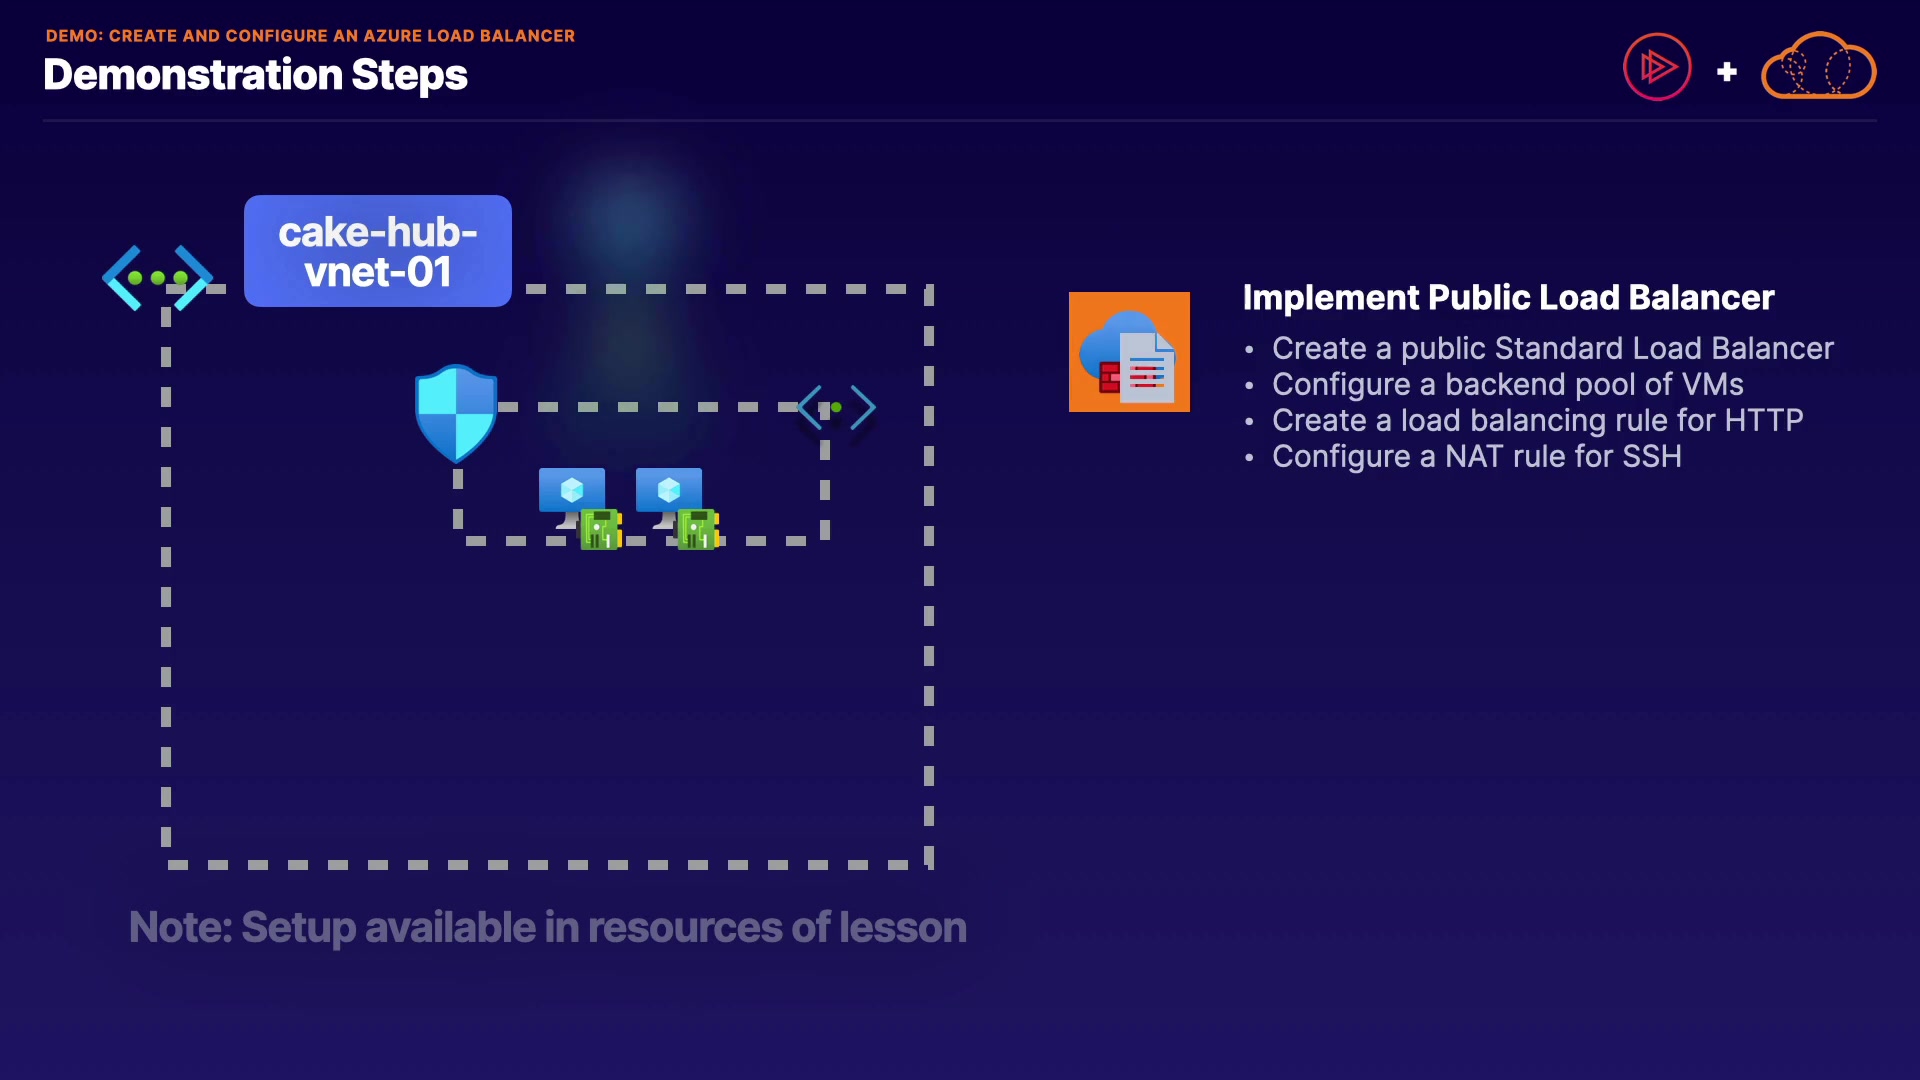 DEMO: CREATE AND CONFIGURE AN AZURE LOAD BALANCER
Demonstration Steps
cake-hub-
vnet-01
Implement Public Load Balancer
• Create a public Standard Load Balancer
• Configure a backend pool of VMs
• Create a load balancing rule for HTTP
• Configure a NAT rule for SSH
Note: Setup available in resources of lesson